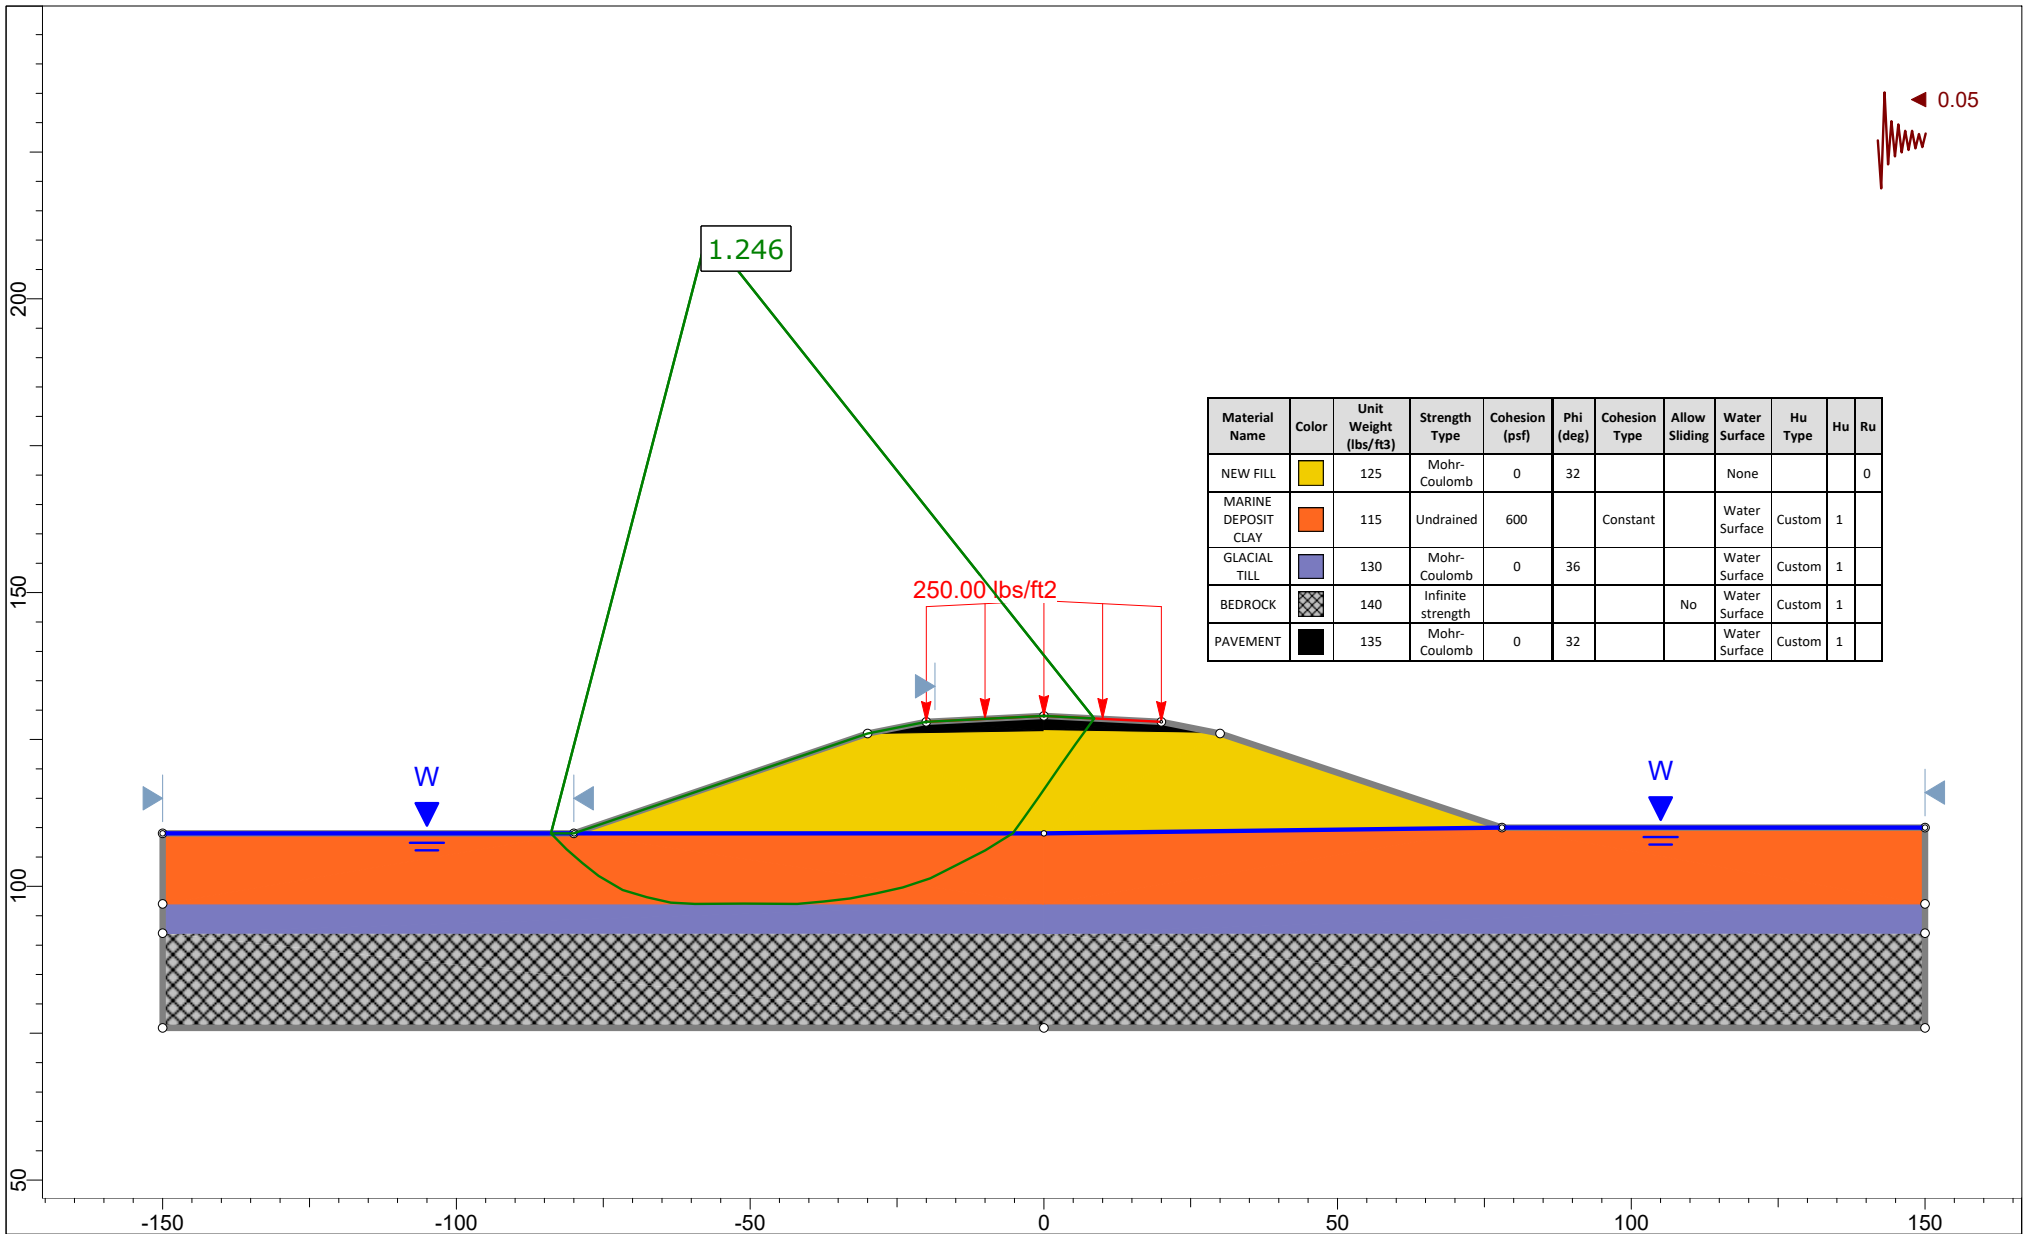 0.05
1.246
200
150
100
50
250.00 lbs/ft2
W
W
Material Name Color Unit Weight (lbs/ft3) Strength Type Cohesion (psf) Phi (deg) Cohesion Type Allow Sliding Water Surface Hu Type Hu Ru
NEW FILL 125 Mohr-Coulomb 0 32 None 0
MARINE DEPOSIT CLAY 115 Undrained 600 Constant Water Surface Custom 1
GLACIAL TILL 130 Mohr-Coulomb 0 36 Water Surface Custom 1
BEDROCK 140 Infinite strength No Water Surface Custom 1
PAVEMENT 135 Mohr-Coulomb 0 32 Water Surface Custom 1
-150 -100 -50 0 50 100 150